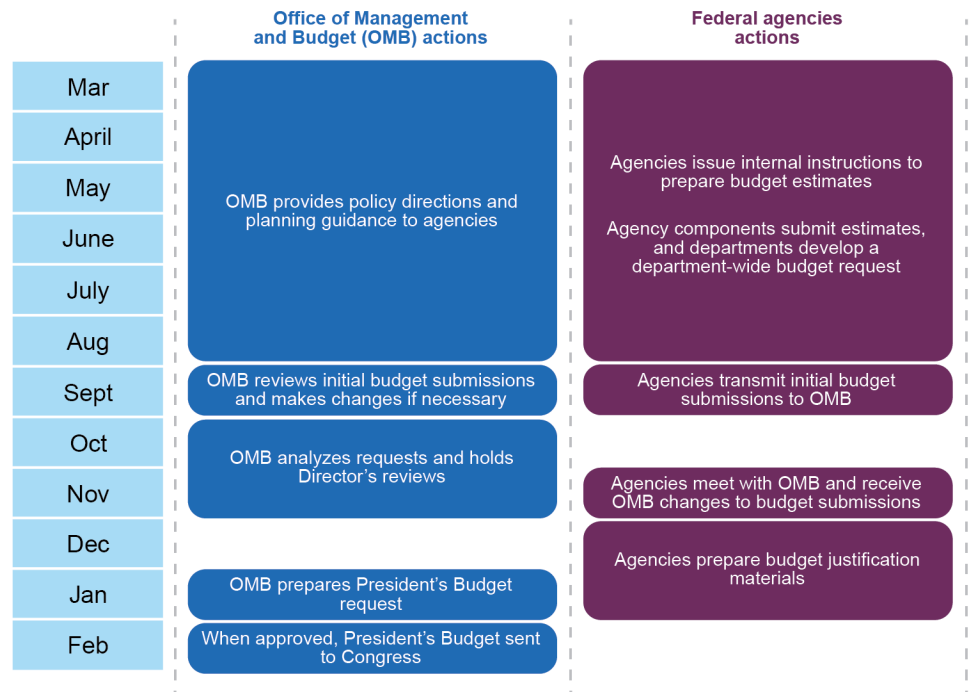 Office of Management
and Budget (OMB) actions
Federal agencies
actions
Mar
April
May
June
July
Aug
Sept
Oct
Nov
Dec
Jan
Feb
OMB provides policy directions and
planning guidance to agencies
OMB reviews initial budget submissions
and makes changes if necessary
OMB analyzes requests and holds
Director’s reviews
OMB prepares President’s Budget
request
When approved, President’s Budget sent
to Congress
Agencies issue internal instructions to
prepare budget estimates
Agency components submit estimates,
and departments develop a
department-wide budget request
Agencies transmit initial budget
submissions to OMB
Agencies meet with OMB and receive
OMB changes to budget submissions
Agencies prepare budget justification
materials